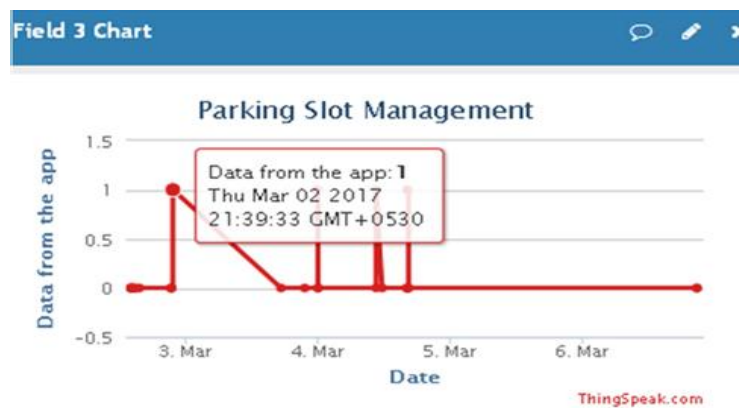 Field 3 Chart
Parking Slot Management
Data from the app
1.5
1
0.5
0
-0.5
Data from the app: 1
Thu Mar 02 2017
21:39:33 GMT+0530
3. Mar
4. Mar
5. Mar
6. Mar
Date
ThingSpeak.com